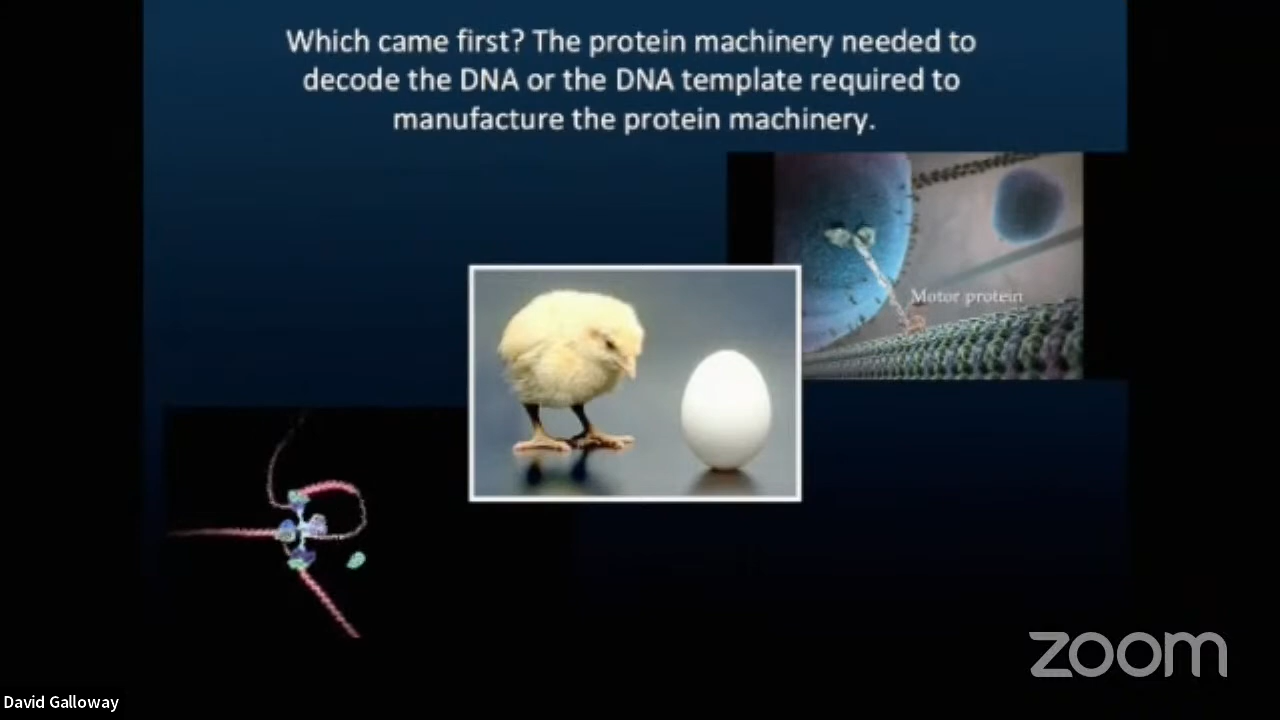 Which came first? The protein machinery needed to
decode the DNA or the DNA template required to
manufacture the protein machinery.
Motor protein
zoom
David Galloway